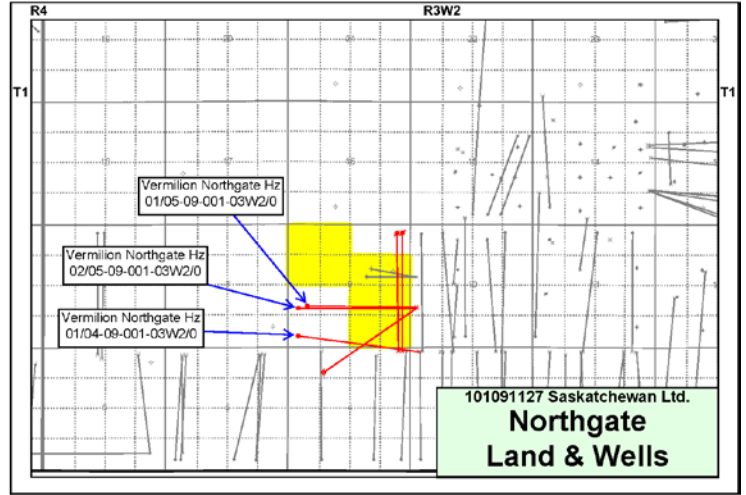 R4
R3W2
T1
T1
Vermilion Northgate Hz
01/05-09-001-03W2/0
Vermilion Northgate Hz
02/05-09-001-03W2/0
Vermilion Northgate Hz
01/04-09-001-03W2/0
101091127 Saskatchewan Ltd.
Northgate
Land & Wells